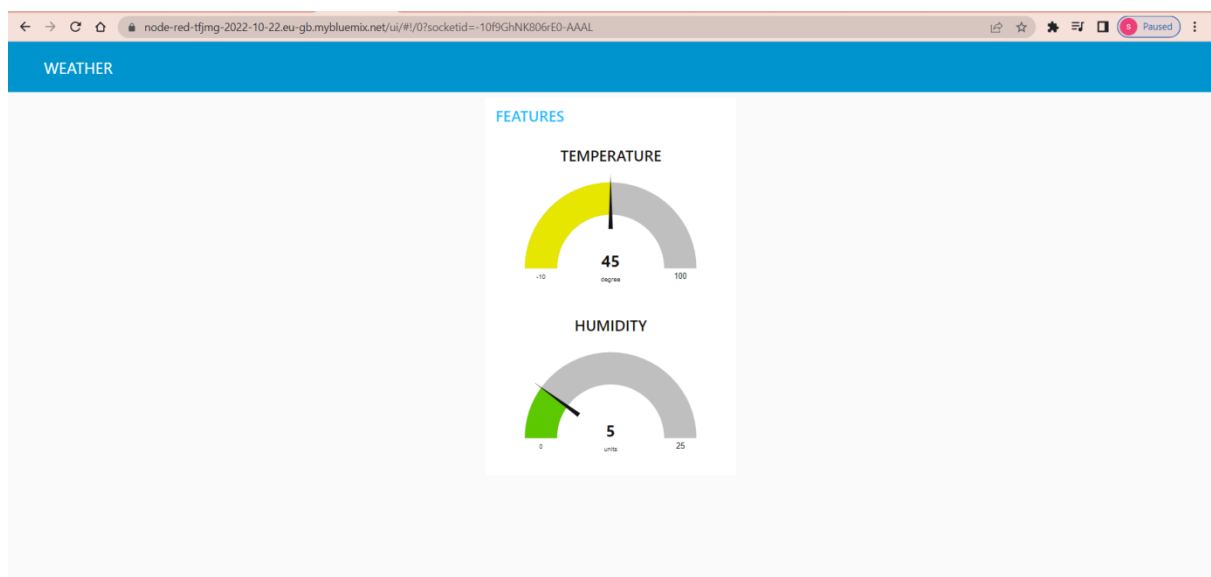 node-red-tfjmg-2022-10-22.eu-gb.mybluemix.net/ui/#!/0?socketid=-10f9GhNK806rE0-AAAL
S Paused
WEATHER
FEATURES
TEMPERATURE
45
-10 degree 100
HUMIDITY
5
0 units 25